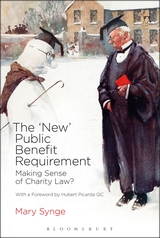 The ‘New’
Public
Benefit
Requirement
Making Sense
of Charity Law?
With a Foreword by Hubert Picarda QC
Mary Synge
BLOOMSBURY